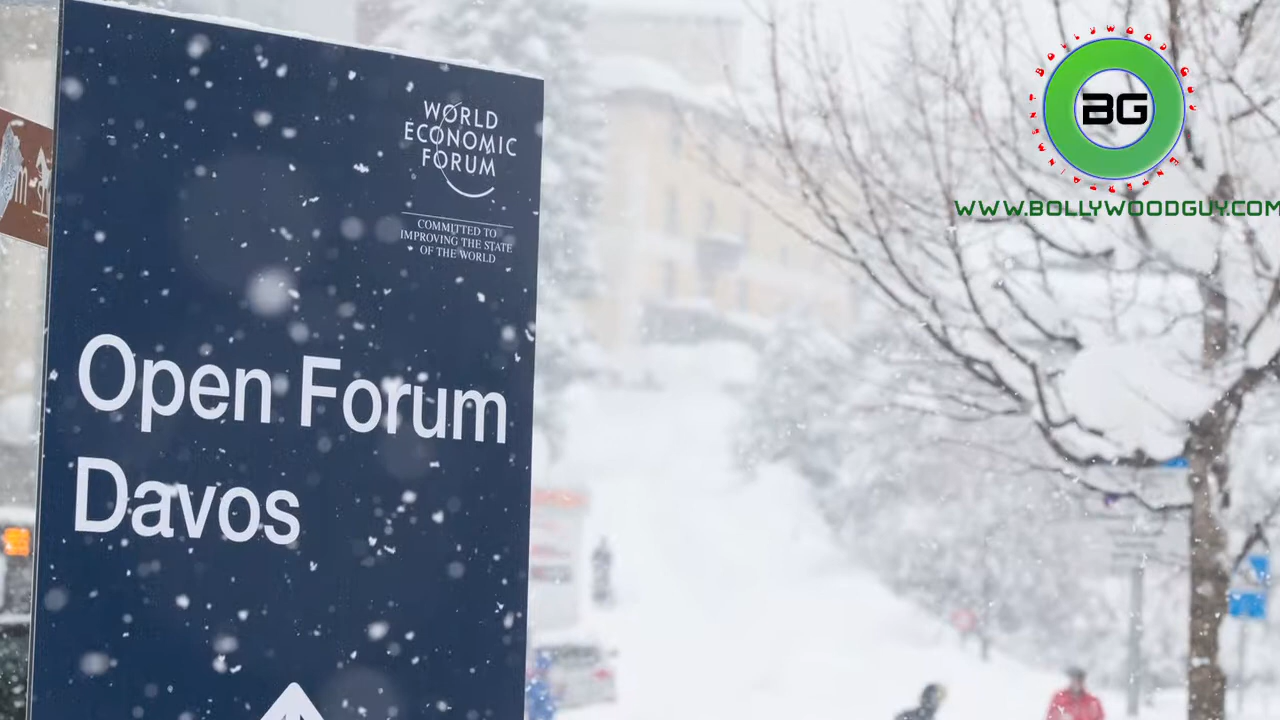 WORLD
ECONOMIC
FORUM
COMMITTED TO
IMPROVING THE STATE
OF THE WORLD
Open Forum
Davos
BG
WWW.BOLLYWOODGUY.COM